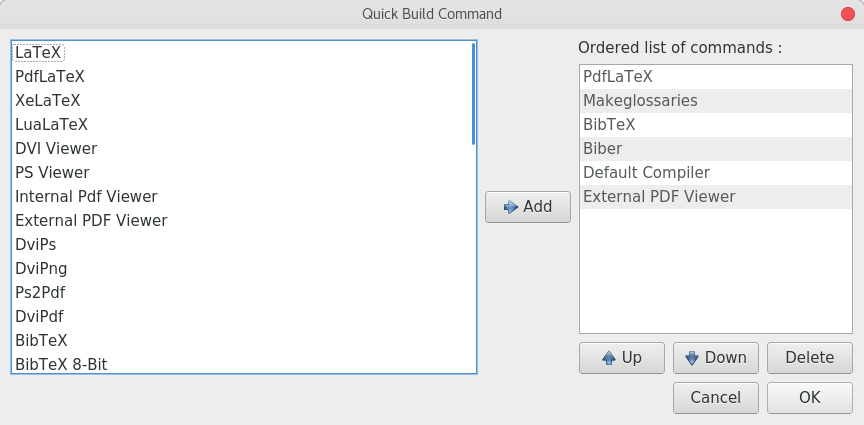 Quick Build Command
LaTeX
PdfLaTeX
XeLaTeX
LuaLaTeX
DVI Viewer
PS Viewer
Internal Pdf Viewer
External PDF Viewer
DviPs
DviPng
Ps2Pdf
DviPdf
BibTeX
BibTeX 8-Bit
Add
Ordered list of commands :
PdfLaTeX
Makeglossaries
BibTeX
Biber
Default Compiler
External PDF Viewer
Up Down Delete
Cancel OK